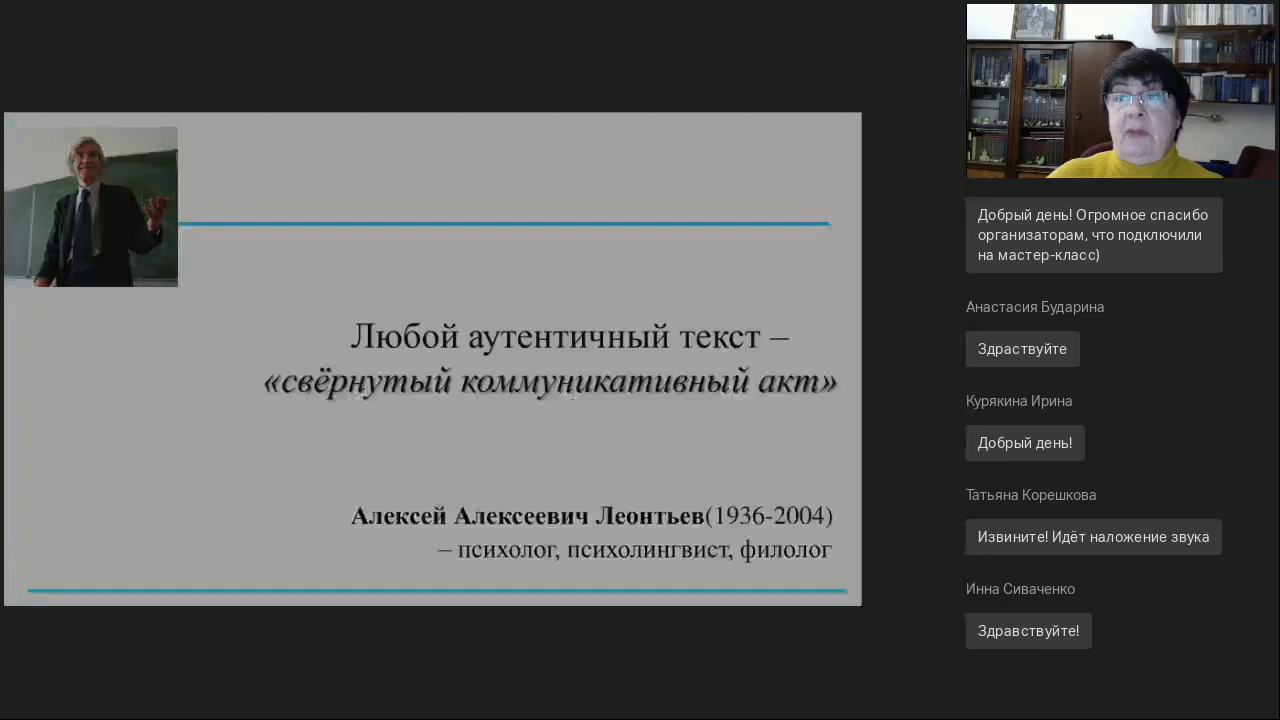 Любой аутентичный текст –
«свёрнутый коммуникативный акт»
Алексей Алексеевич Леонтьев(1936-2004)
– психолог, психолингвист, филолог
Добрый день! Огромное спасибо
организаторам, что подключили
на мастер-класс)
Анастасия Бударина
Здраствуйте
Курякина Ирина
Добрый день!
Татьяна Корешкова
Извините! Идёт наложение звука
Инна Сиваченко
Здравствуйте!